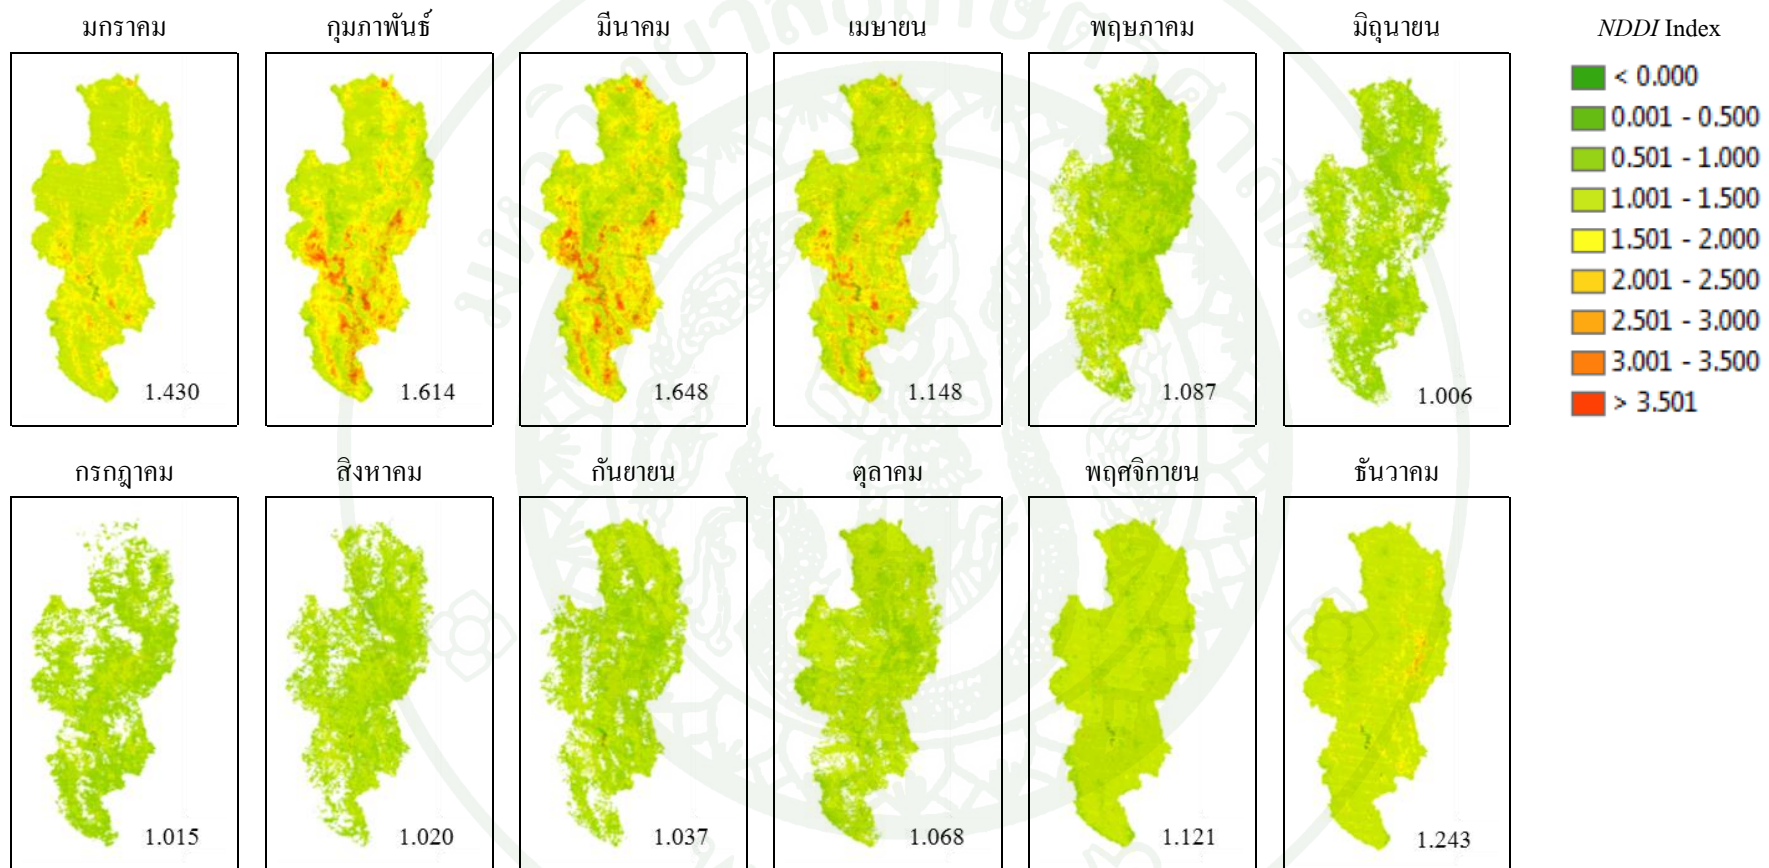 มกราคม กุมภาพันธ์ มีนาคม เมษายน พฤษภาคม มิถุนายน NDDI Index
< 0.000
0.001 - 0.500
0.501 - 1.000
1.001 - 1.500
1.501 - 2.000
2.001 - 2.500
2.501 - 3.000
3.001 - 3.500
> 3.501
1.430 1.614 1.648 1.148 1.087 1.006
กรกฎาคม สิงหาคม กันยายน ตุลาคม พฤศจิกายน ธันวาคม
1.015 1.020 1.037 1.068 1.121 1.243